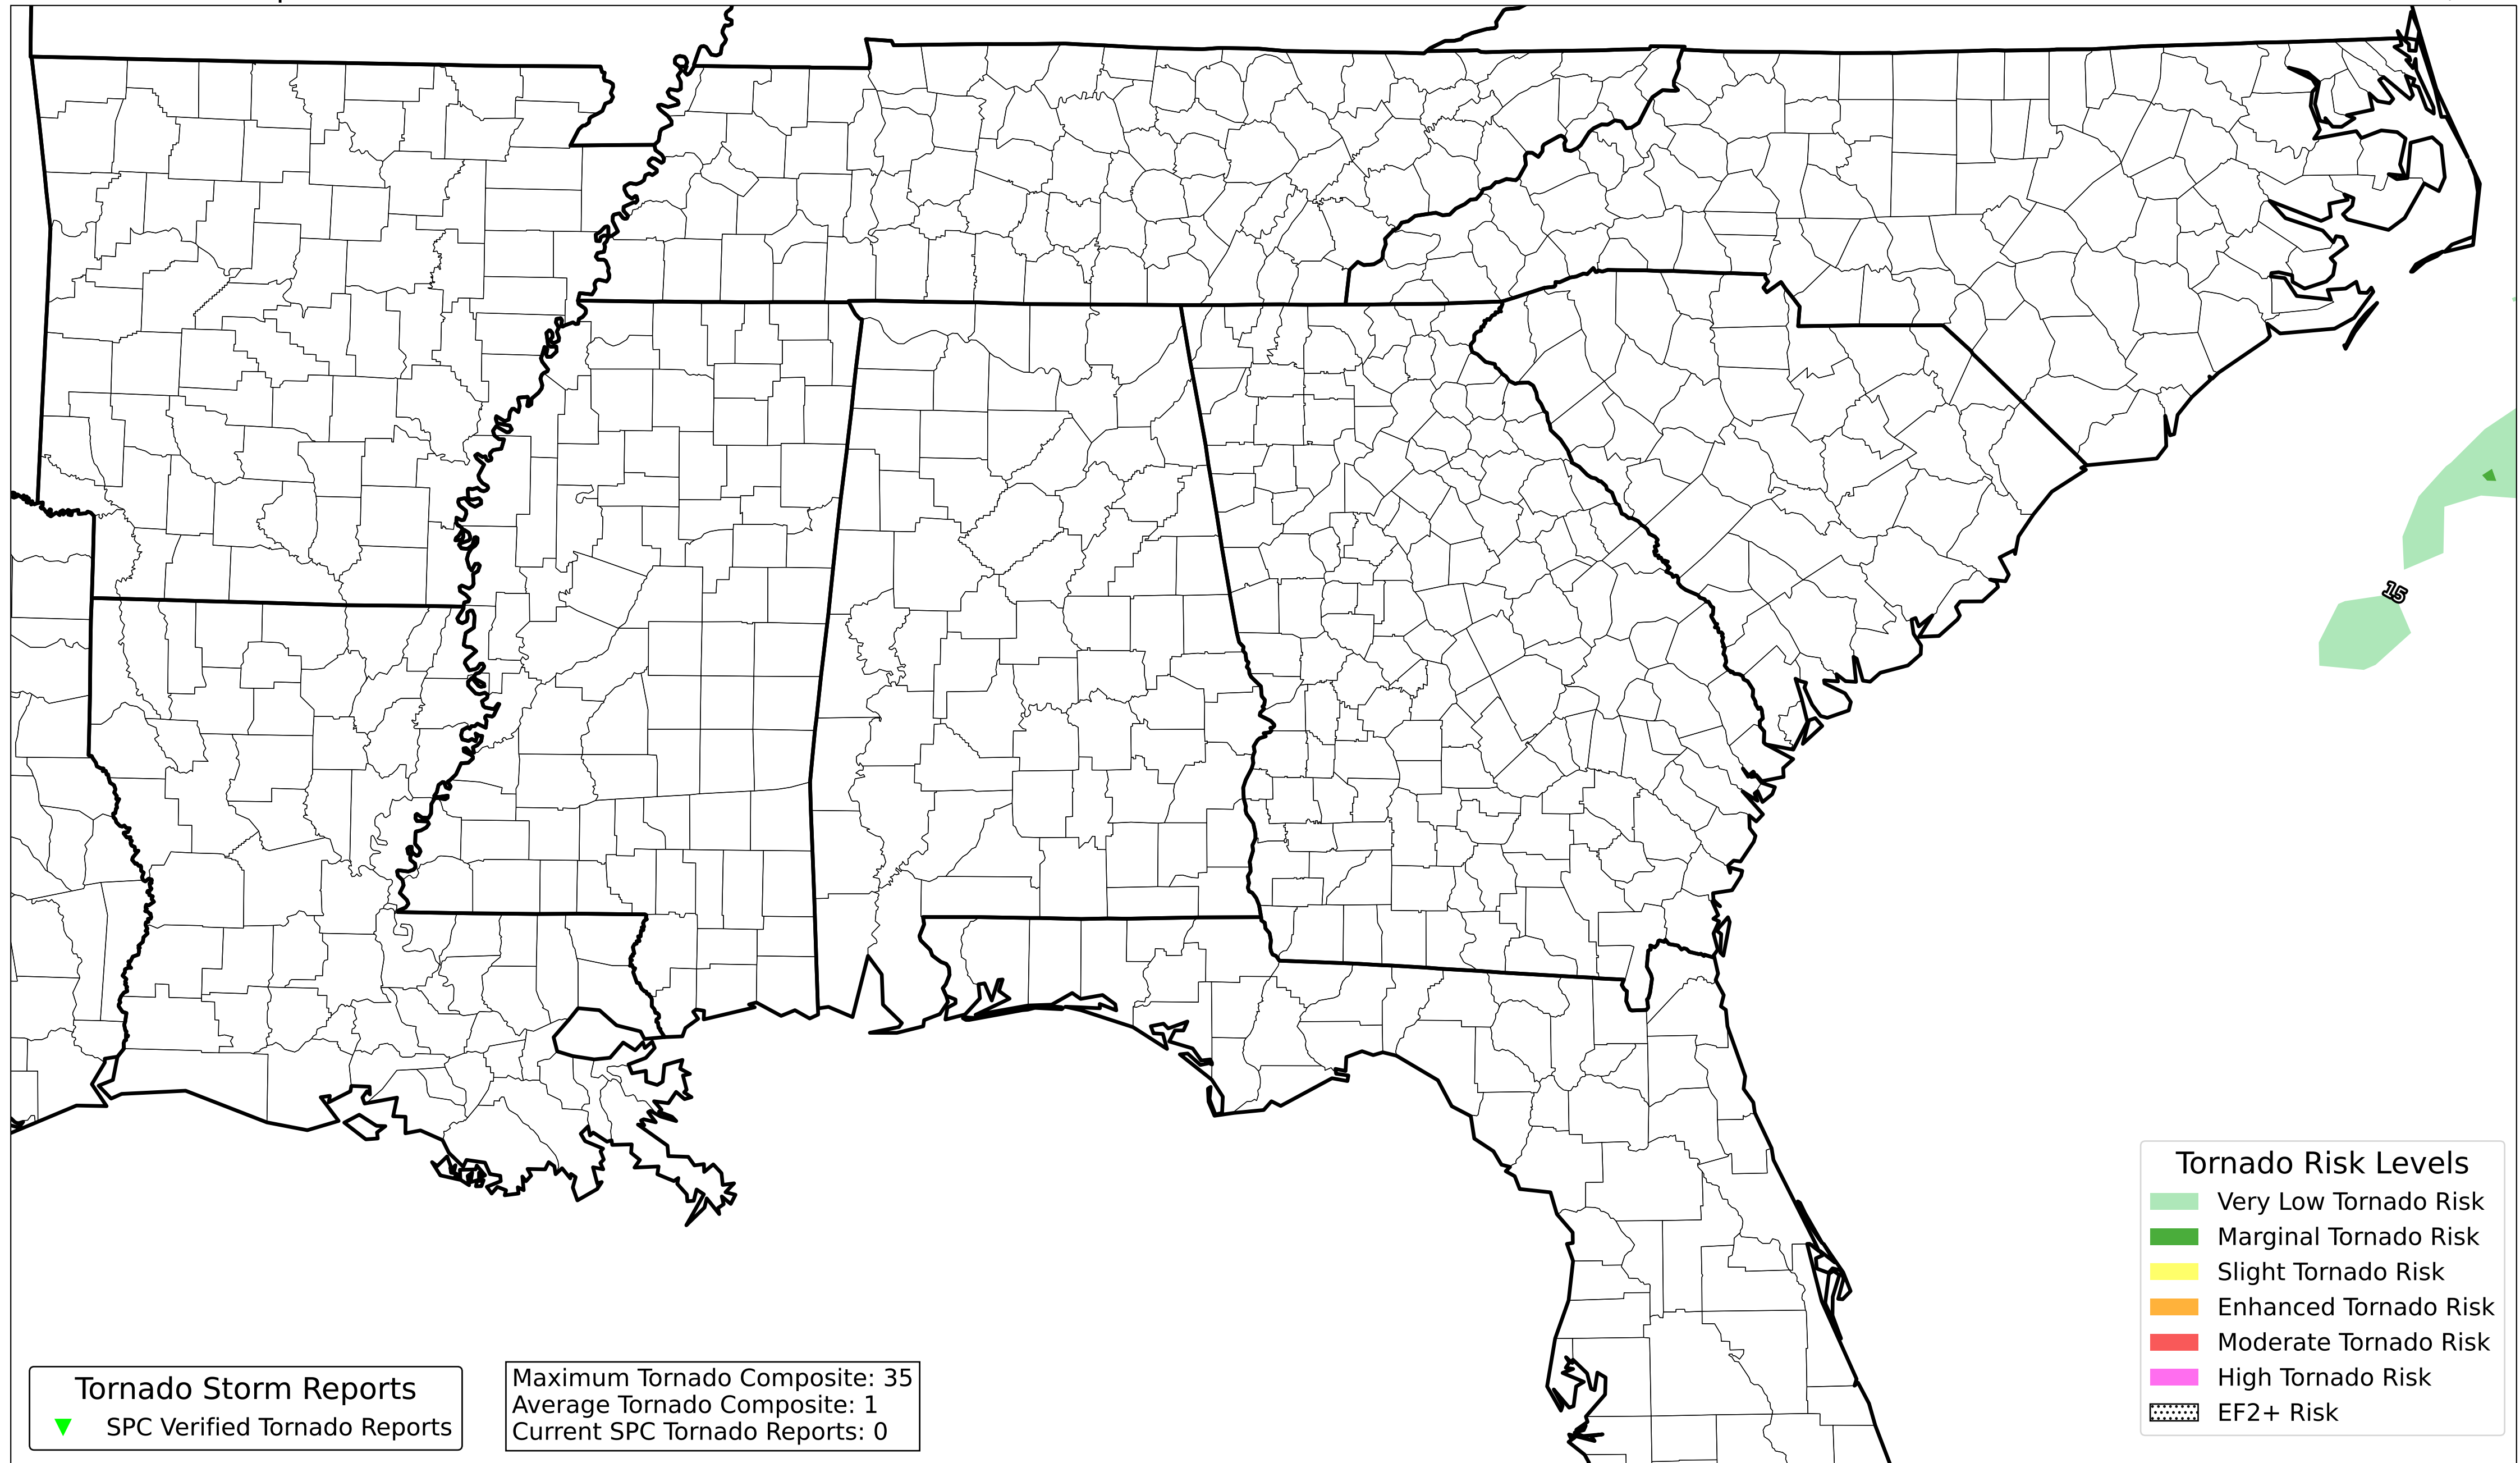 15
Tornado Risk Levels
Very Low Tornado Risk
Marginal Tornado Risk
Slight Tornado Risk
Enhanced Tornado Risk
Moderate Tornado Risk
High Tornado Risk
EF2+ Risk
Tornado Storm Reports
SPC Verified Tornado Reports
Maximum Tornado Composite: 35
Average Tornado Composite: 1
Current SPC Tornado Reports: 0